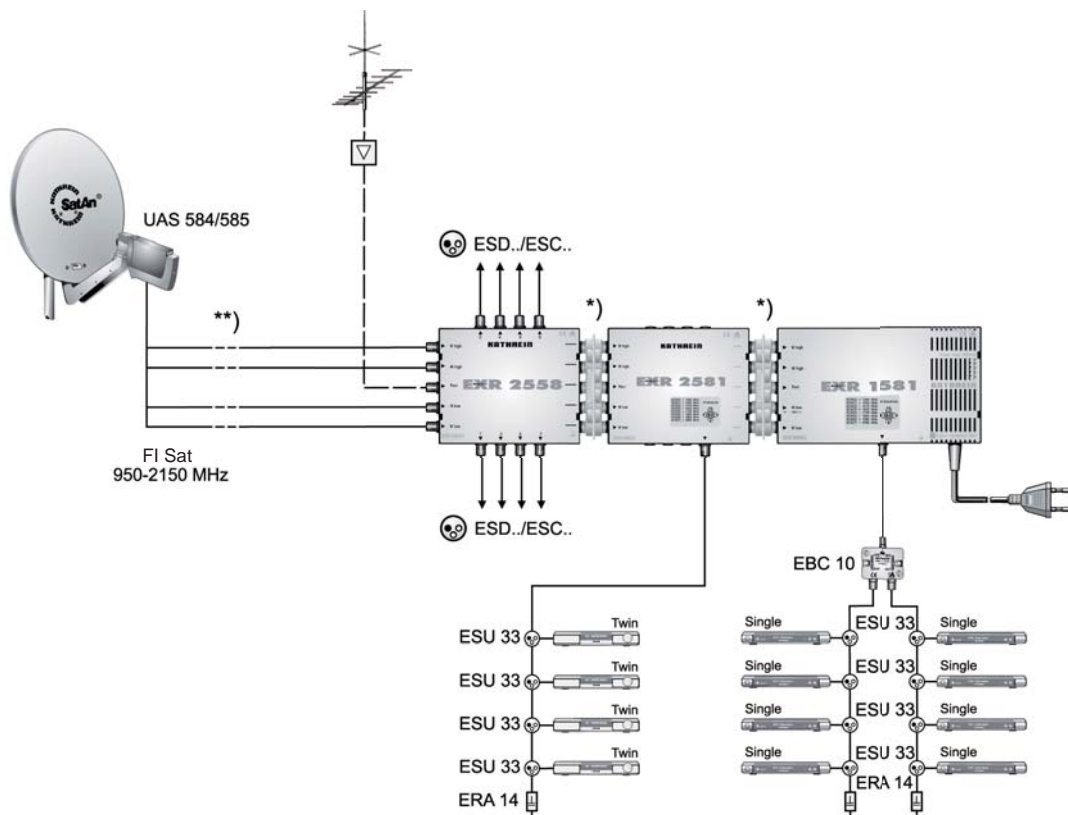 KATHREIN
SatAn
KATHREIN
UAS 584/585
ESD../ESC..
**)
*)
*)
KATHREIN
KATHREIN
KATHREIN
EXR 2558
EXR 2581
EXR 1581
FI Sat
950-2150 MHz
ESD../ESC..
EBC 10
ESU 33
Twin
Single
ESU 33
Single
ESU 33
Twin
Single
ESU 33
Single
ESU 33
Twin
Single
ESU 33
Single
ESU 33
Twin
Single
ESU 33
Single
ERA 14
ERA 14